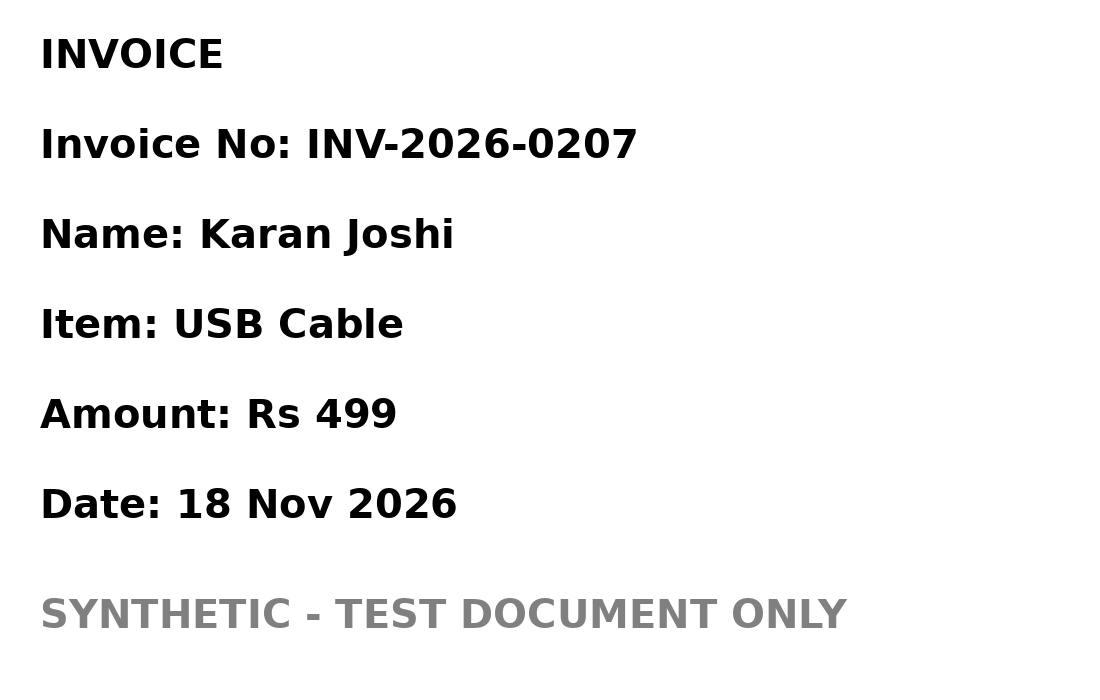 INVOICE
Invoice No: INV-2026-0207
Name: Karan Joshi
Item: USB Cable
Amount: Rs 499
Date: 18 Nov 2026
SYNTHETIC - TEST DOCUMENT ONLY